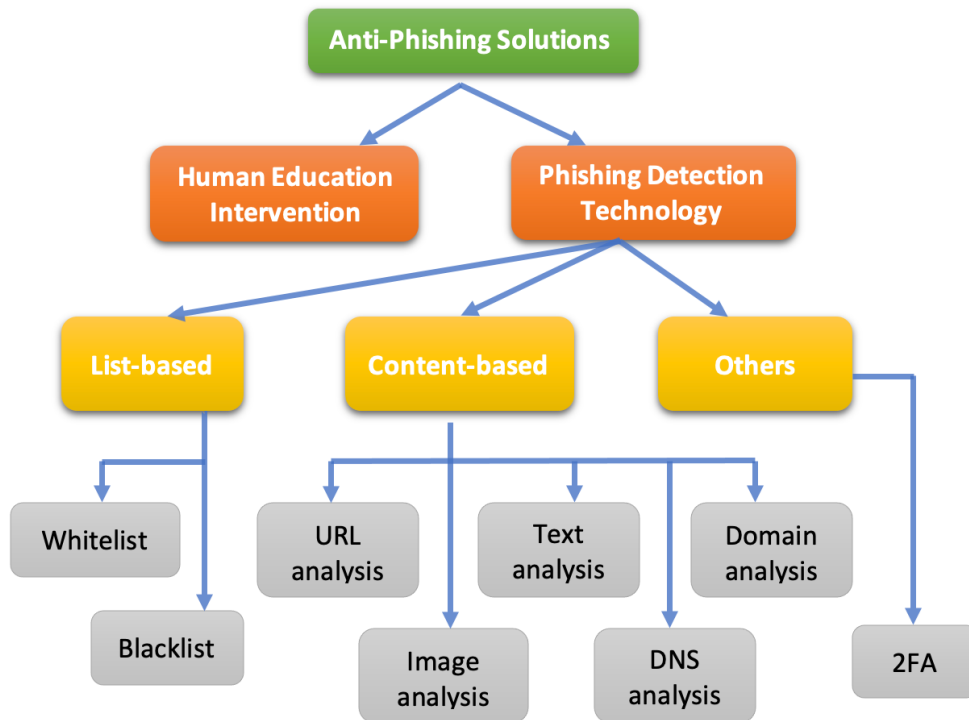 Anti-Phishing Solutions
Human Education
Intervention
Phishing Detection
Technology
List-based
Content-based
Others
Whitelist
Blacklist
URL
analysis
Text
analysis
Domain
analysis
Image
analysis
DNS
analysis
2FA